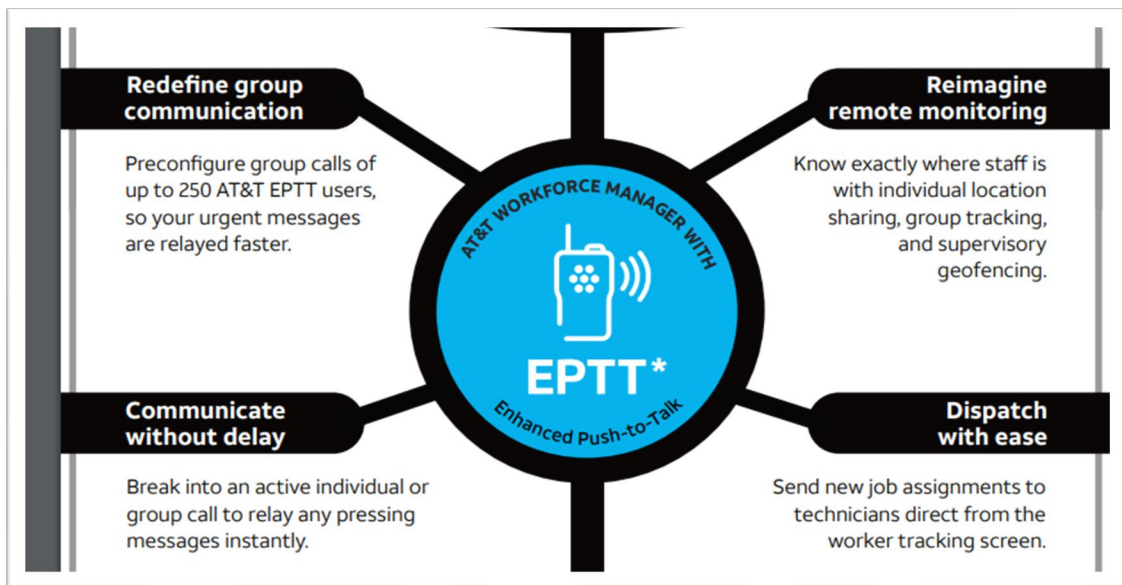 Redefine group
communication
Preconfigure group calls of
up to 250 AT&T EPTT users,
so your urgent messages
are relayed faster.
Reimagine
remote monitoring
Know exactly where staff is
with individual location
sharing, group tracking,
and supervisory
geofencing.
AT&T WORKFORCE MANAGER WITH
EPTT*
Enhanced Push-to-Talk
Communicate
without delay
Break into an active individual or
group call to relay any pressing
messages instantly.
Dispatch
with ease
Send new job assignments to
technicians direct from the
worker tracking screen.